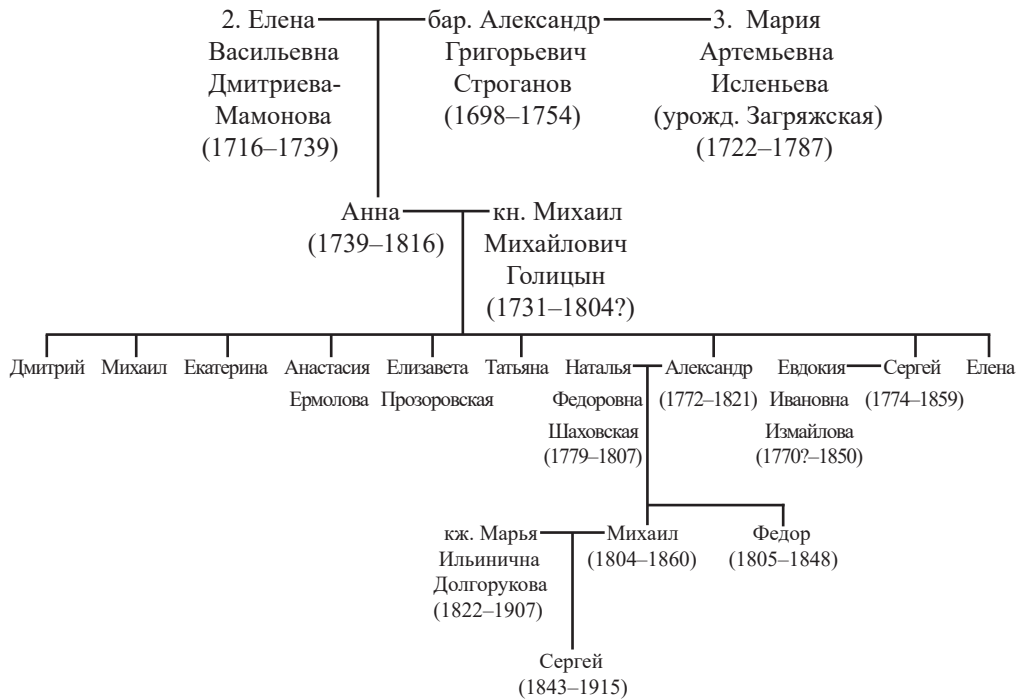 2. Елена
Васильевна
Дмитриева-
Мамонова
(1716–1739)
бар. Александр
Григорьевич
Строганов
(1698–1754)
3. Мария
Артемьевна
Исленьева
(урожд. Загряжская)
(1722–1787)
Анна
(1739–1816)
кн. Михаил
Михайлович
Голицын
(1731–1804?)
Дмитрий
Михаил
Екатерина
Анастасия
Ермолова
Елизавета
Прозоровская
Татьяна
Наталья
Федоровна
Шаховская
(1779–1807)
Александр
(1772–1821)
Евдокия
Ивановна
Измайлова
(1770?–1850)
Сергей
(1774–1859)
Елена
кж. Марья
Ильинична
Долгорукова
(1822–1907)
Михаил
(1804–1860)
Федор
(1805–1848)
Сергей
(1843–1915)